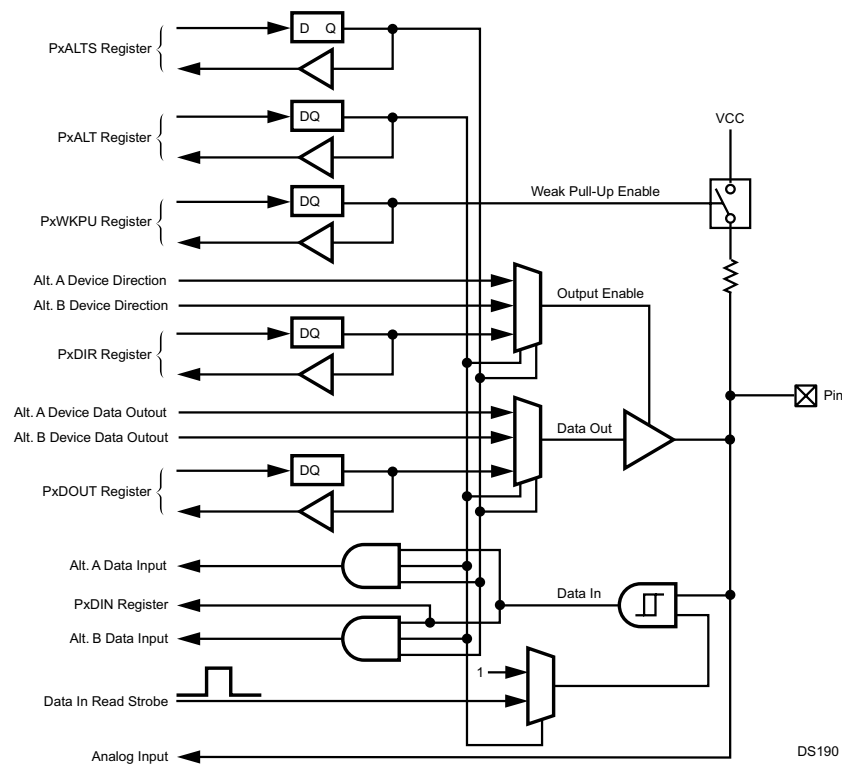 PxALTS Register
D Q
PxALT Register
DQ
VCC
PxWKPU Register
DQ
Weak Pull-Up Enable
Alt. A Device Direction
Alt. B Device Direction
Output Enable
PxDIR Register
DQ
Pin
Alt. A Device Data Outout
Alt. B Device Data Outout
Data Out
PxDOUT Register
DQ
Alt. A Data Input
PxDIN Register
Data In
Alt. B Data Input
1
Data In Read Strobe
Analog Input
DS190